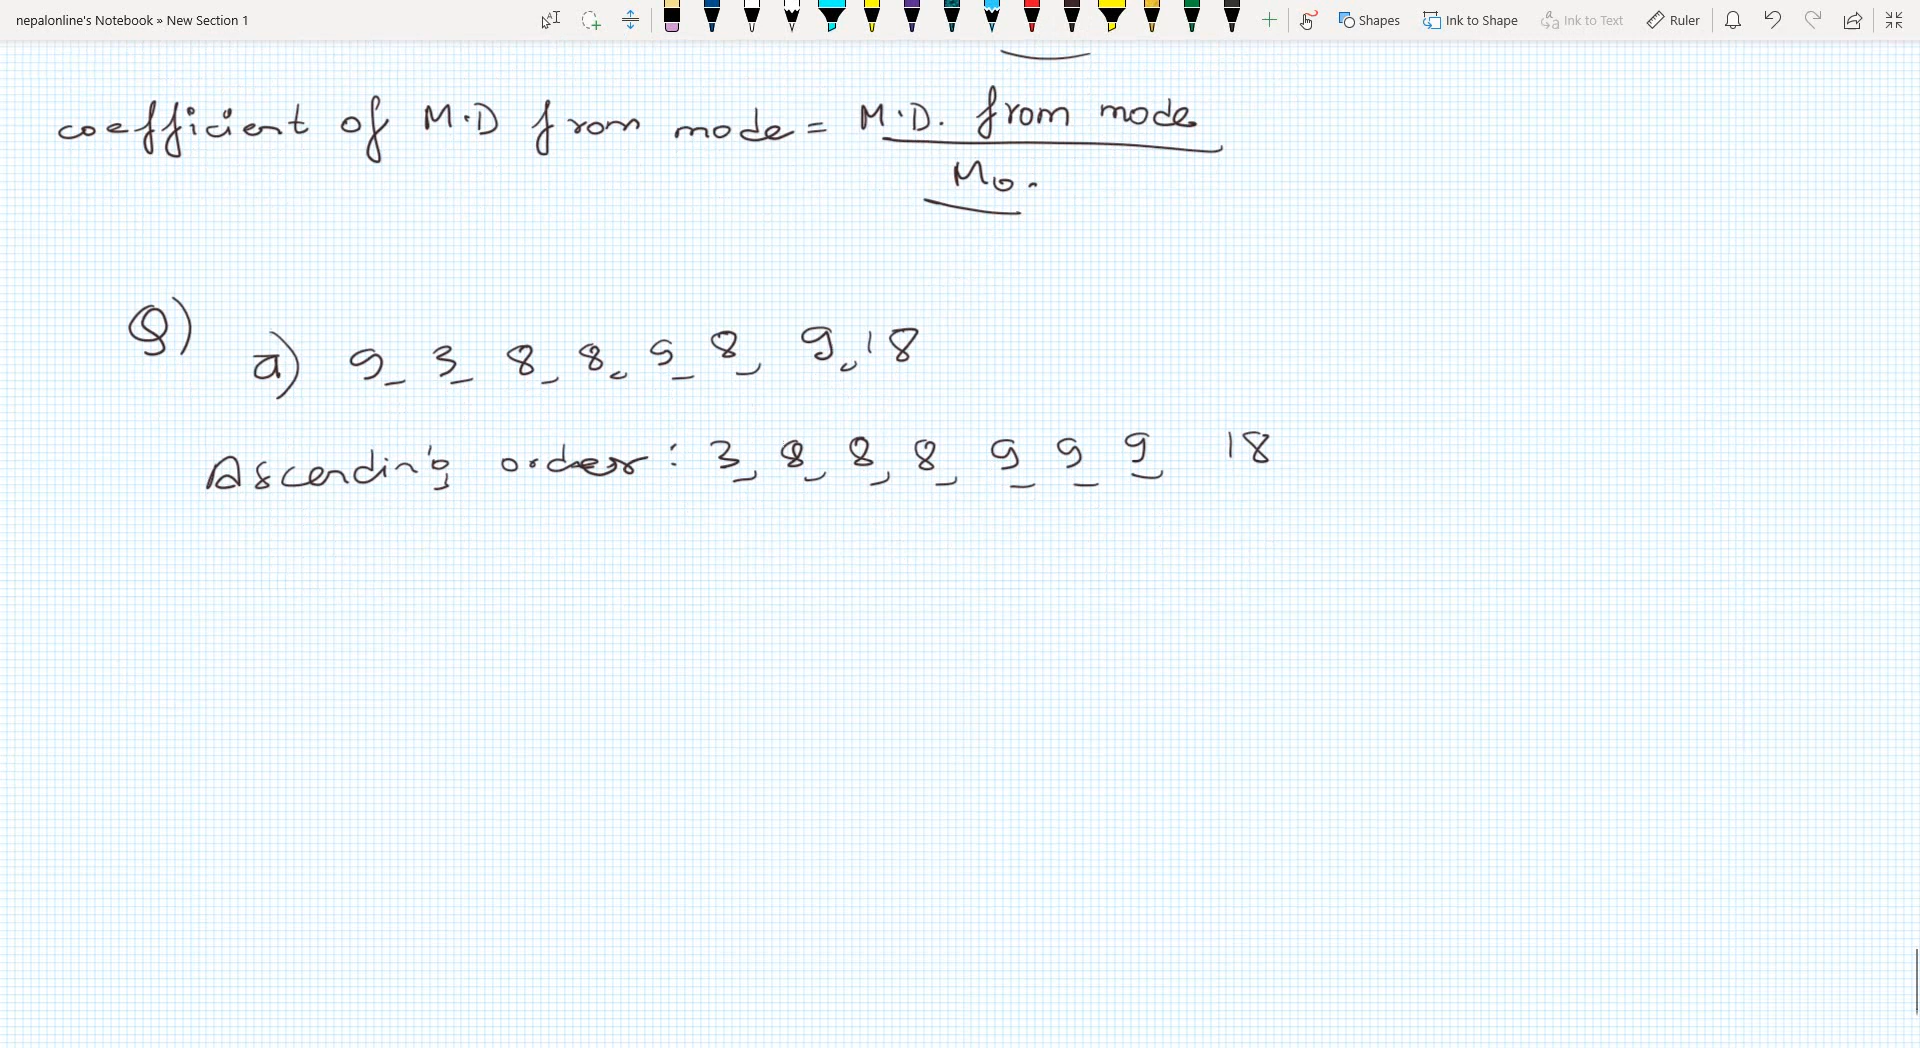 nepalonline's Notebook » New Section 1
Shapes
Ink to Shape
Ink to Text
Ruler
coefficient of M.D from mode = M.D. from mode
Mo.
Q)
a) 9, 3, 8, 8, 9, 8, 9, 18
Ascending order : 3, 8, 8, 8, 9, 9, 9, 18